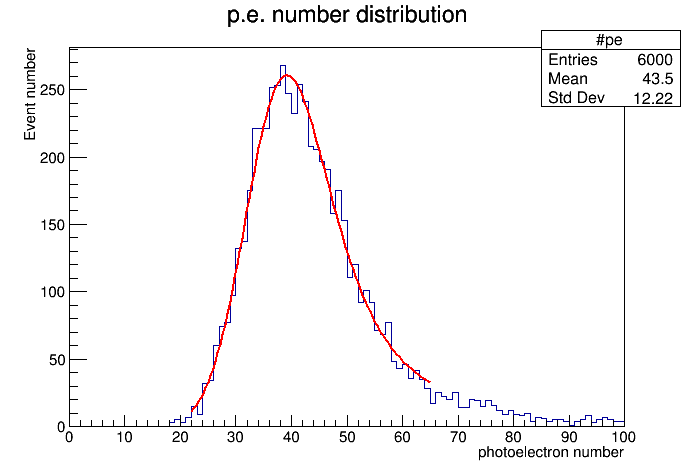 p.e. number distribution
#pe
Entries 6000
Mean 43.5
Std Dev 12.22
Event number
250
200
150
100
50
0
0 10 20 30 40 50 60 70 80 90 100
photoelectron number